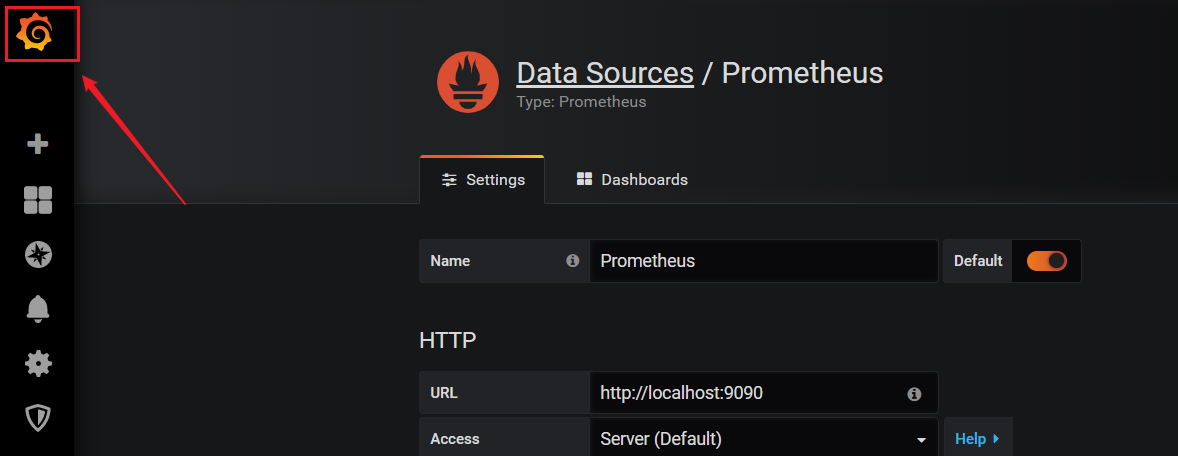 Data Sources / Prometheus
Type: Prometheus
Settings Dashboards
Name Prometheus Default
HTTP
URL http://localhost:9090
Access Server (Default) Help